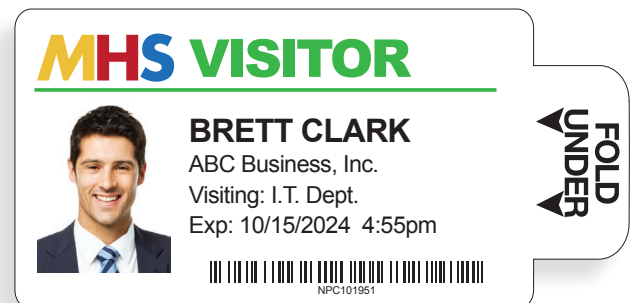 MHS VISITOR
BRETT CLARK
ABC Business, Inc.
Visiting: I.T. Dept.
Exp: 10/15/2024 4:55pm
NPC101951
FOLD
UNDER